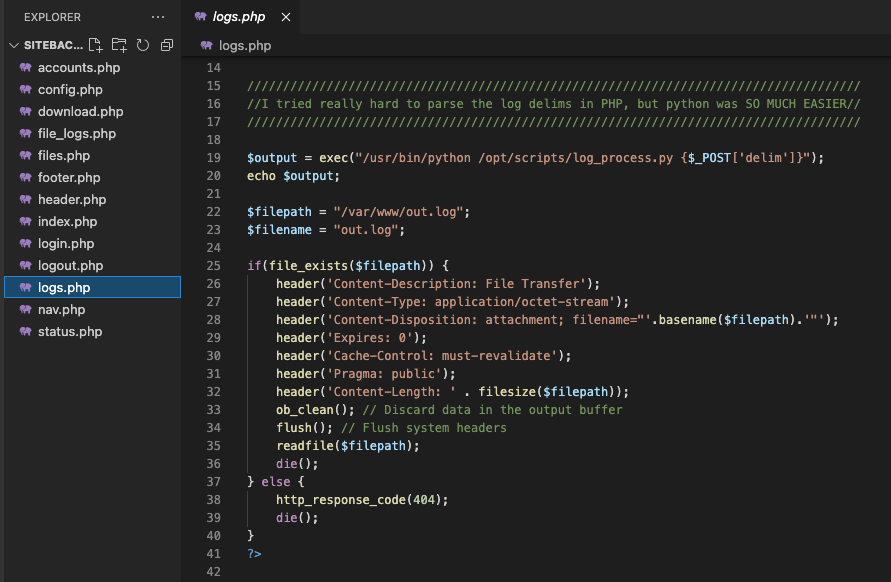 EXPLORER
···
logs.php
SITEBAC...
logs.php
accounts.php
config.php
download.php
file_logs.php
files.php
footer.php
header.php
index.php
login.php
logout.php
logs.php
nav.php
status.php
14
15 /////////////////////////////////////////////////////////////////////////////////////
16 //I tried really hard to parse the log delims in PHP, but python was SO MUCH EASIER//
17 /////////////////////////////////////////////////////////////////////////////////////
18
19 $output = exec("/usr/bin/python /opt/scripts/log_process.py {$_POST['delim']}");
20 echo $output;
21
22 $filepath = "/var/www/out.log";
23 $filename = "out.log";
24
25 if(file_exists($filepath)) {
26     header('Content-Description: File Transfer');
27     header('Content-Type: application/octet-stream');
28     header('Content-Disposition: attachment; filename="'.basename($filepath).'"');
29     header('Expires: 0');
30     header('Cache-Control: must-revalidate');
31     header('Pragma: public');
32     header('Content-Length: ' . filesize($filepath));
33     ob_clean(); // Discard data in the output buffer
34     flush(); // Flush system headers
35     readfile($filepath);
36     die();
37 } else {
38     http_response_code(404);
39     die();
40 }
41 ?>
42